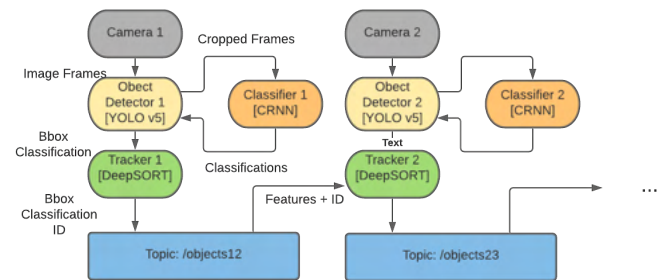 Camera 1
Cropped Frames
Image Frames
Obect
Detector 1
[YOLO v5]
Classifier 1
[CRNN]
Bbox
Classification
Tracker 1
[DeepSORT]
Classifications
Bbox
Classification
ID
Features + ID
Topic: /objects12
Camera 2
Obect
Detector 2
[YOLO v5]
Classifier 2
[CRNN]
Text
Tracker 2
[DeepSORT]
Topic: /objects23
...